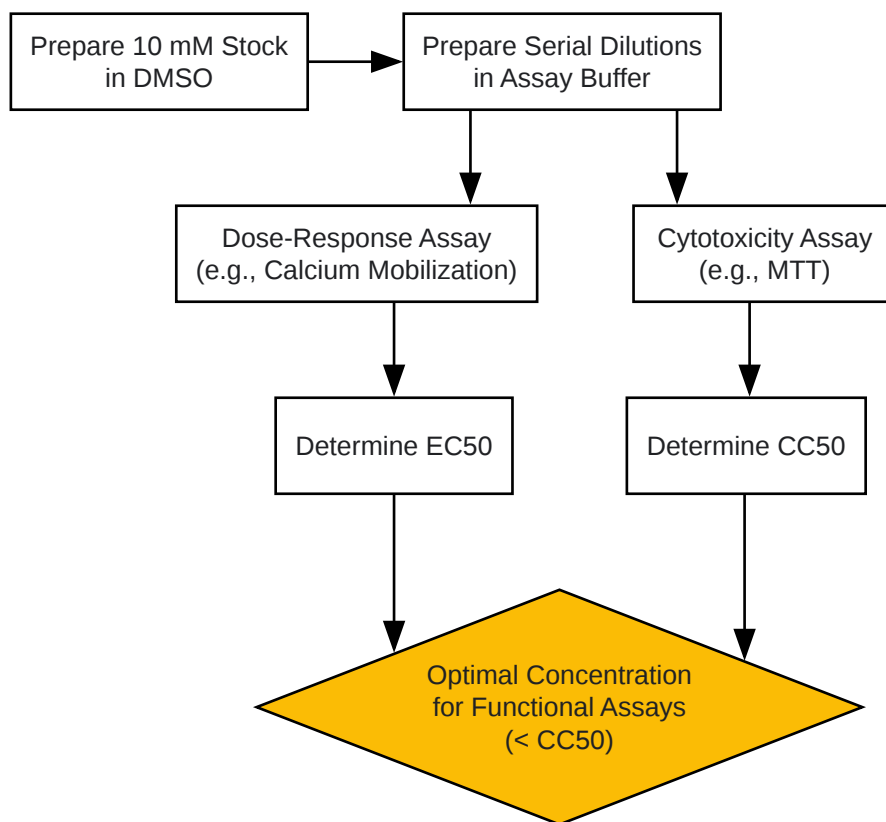 Prepare 10 mM Stock
in DMSO
Prepare Serial Dilutions
in Assay Buffer
Dose-Response Assay
(e.g., Calcium Mobilization)
Cytotoxicity Assay
(e.g., MTT)
Determine EC50
Determine CC50
Optimal Concentration
for Functional Assays
(< CC50)